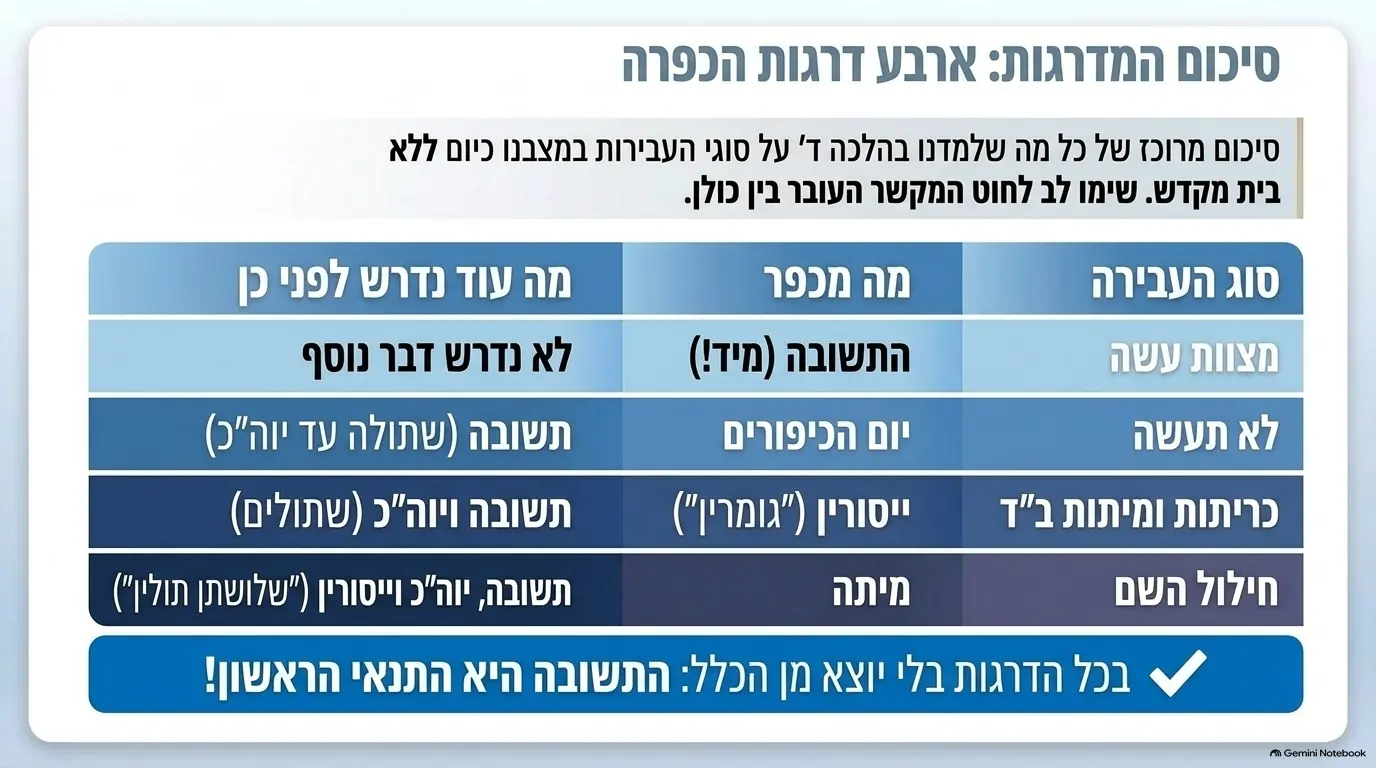 סיכום המדרגות: ארבע דרגות הכפרה
סיכום מרוכז של כל מה שלמדנו בהלכה ד' על סוגי העבירות במצבנו כיום ללא
בית מקדש. שימו לב לחוט המקשר העובר בין כולן.
סוג העבירה מה מכפר מה עוד נדרש לפני כן
מצוות עשה התשובה (מיד!) לא נדרש דבר נוסף
לא תעשה יום הכיפורים תשובה (שתולה עד יוה"כ)
כריתות ומיתות ב"ד ייסורין ("גומרין") תשובה ויוה"כ (שתולים)
חילול השם מיתה תשובה, יוה"כ וייסורין ("שלושתן תולין")
בכל הדרגות בלי יוצא מן הכלל: התשובה היא התנאי הראשון!
Gemini Notebook